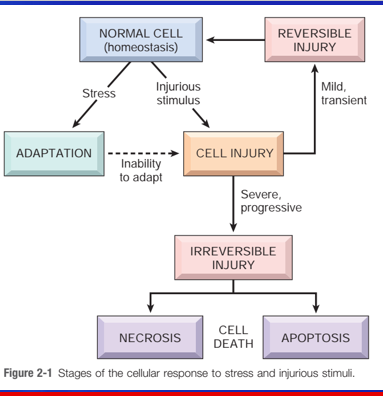 NORMAL CELL
(homeostasis)
REVERSIBLE
INJURY
Stress
Injurious
stimulus
Mild,
transient
ADAPTATION
Inability
to adapt
CELL INJURY
Severe,
progressive
IRREVERSIBLE
INJURY
NECROSIS
CELL
DEATH
APOPTOSIS
Figure 2-1 Stages of the cellular response to stress and injurious stimuli.